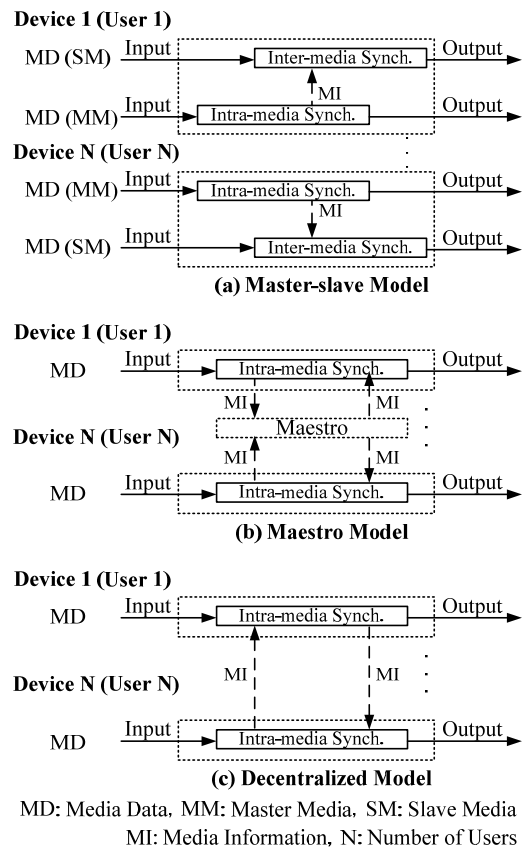 Device 1 (User 1)
MD (SM) Input Inter-media Synch. Output
MI
MD (MM) Input Intra-media Synch. Output
Device N (User N)
MD (MM) Input Intra-media Synch. Output
MI
MD (SM) Input Inter-media Synch. Output
(a) Master-slave Model
Device 1 (User 1)
MD Input Intra-media Synch. Output
MI MI
Maestro
Device N (User N)
MI MI
MD Input Intra-media Synch. Output
(b) Maestro Model
Device 1 (User 1)
MD Input Intra-media Synch. Output
MI MI
Device N (User N)
MD Input Intra-media Synch. Output
(c) Decentralized Model
MD: Media Data, MM: Master Media, SM: Slave Media
MI: Media Information, N: Number of Users